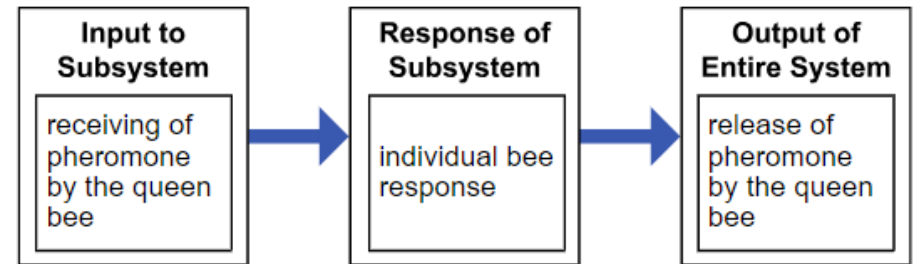 Input to
Subsystem
receiving of
pheromone
by the queen
bee
Response of
Subsystem
individual bee
response
Output of
Entire System
release of
pheromone
by the queen
bee